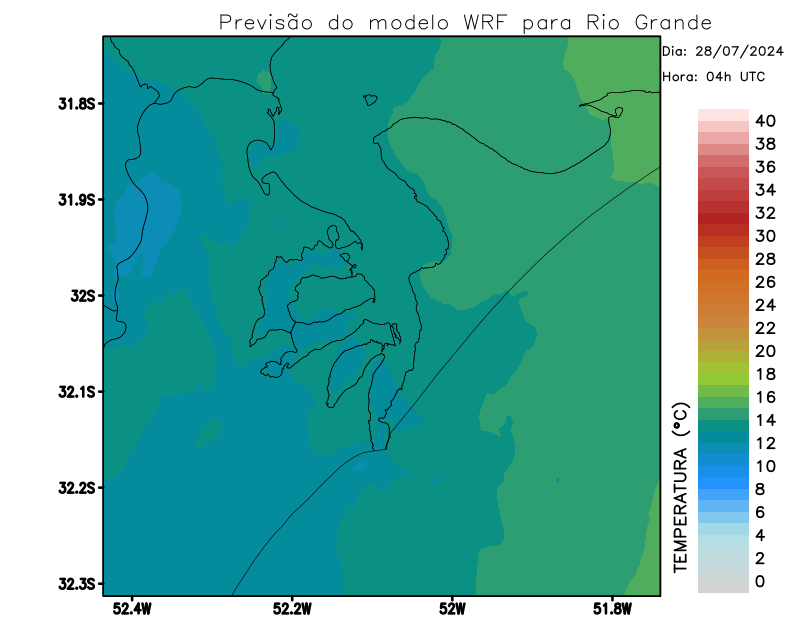 Previsão do modelo WRF para Rio Grande
Dia: 28/07/2024
Hora: 04h UTC
31.8S
31.9S
32S
32.1S
32.2S
32.3S
52.4W
52.2W
52W
51.8W
TEMPERATURA (°C)
40
38
36
34
32
30
28
26
24
22
20
18
16
14
12
10
8
6
4
2
0